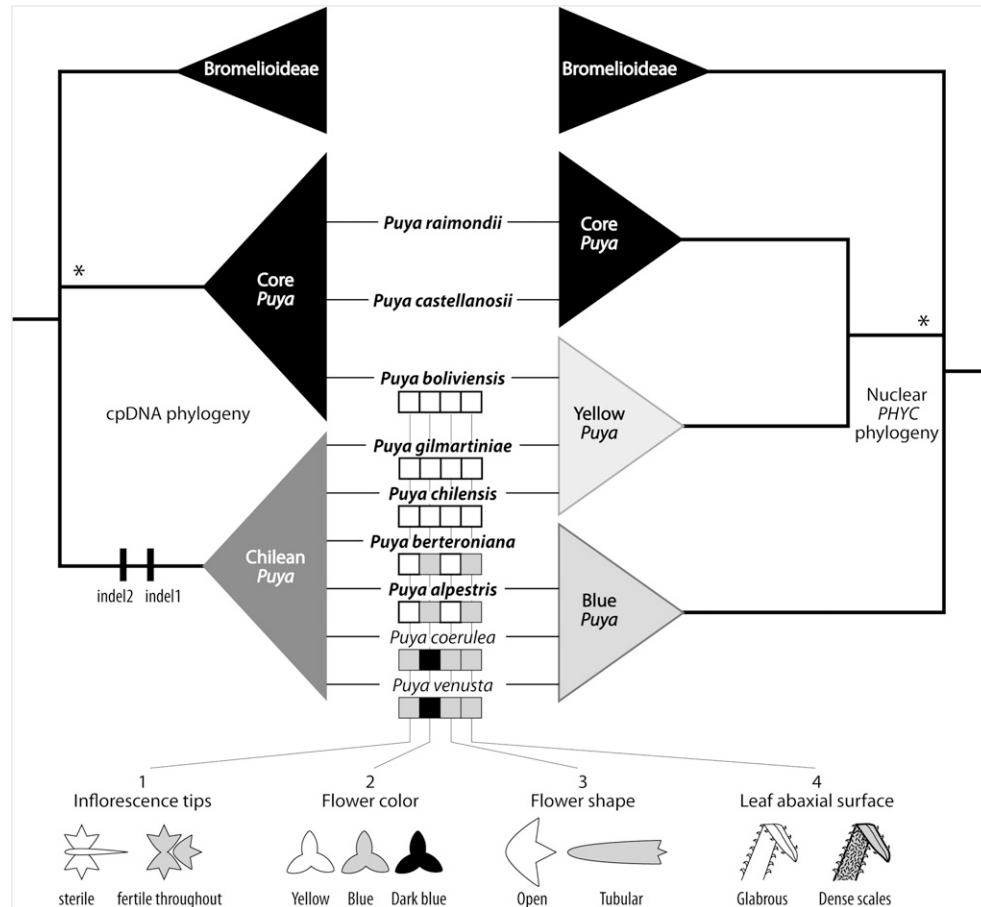 Bromelioideae
Bromelioideae
*
Core
Puya
Puya raimondii
Core
Puya
Puya castellanosii
*
cpDNA phylogeny
Puya boliviensis
Yellow
Puya
Nuclear
PHYC
phylogeny
Puya gilmartiniae
Puya chilensis
Chilean
Puya
indel2
indel1
Puya berteroniana
Puya alpestris
Blue
Puya
Puya coerulea
Puya venusta
1
Inflorescence tips
sterile
fertile throughout
2
Flower color
Yellow
Blue
Dark blue
3
Flower shape
Open
Tubular
4
Leaf abaxial surface
Glabrous
Dense scales